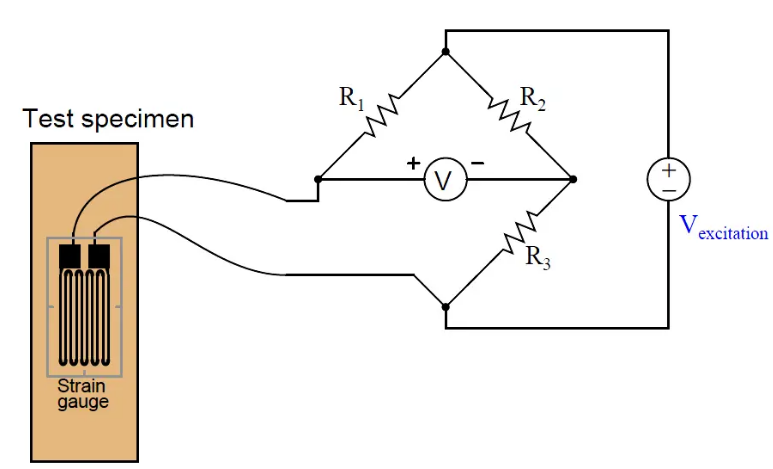 R1
R2
Test specimen
+
−
V
+
−
Vexcitation
R3
Strain
gauge